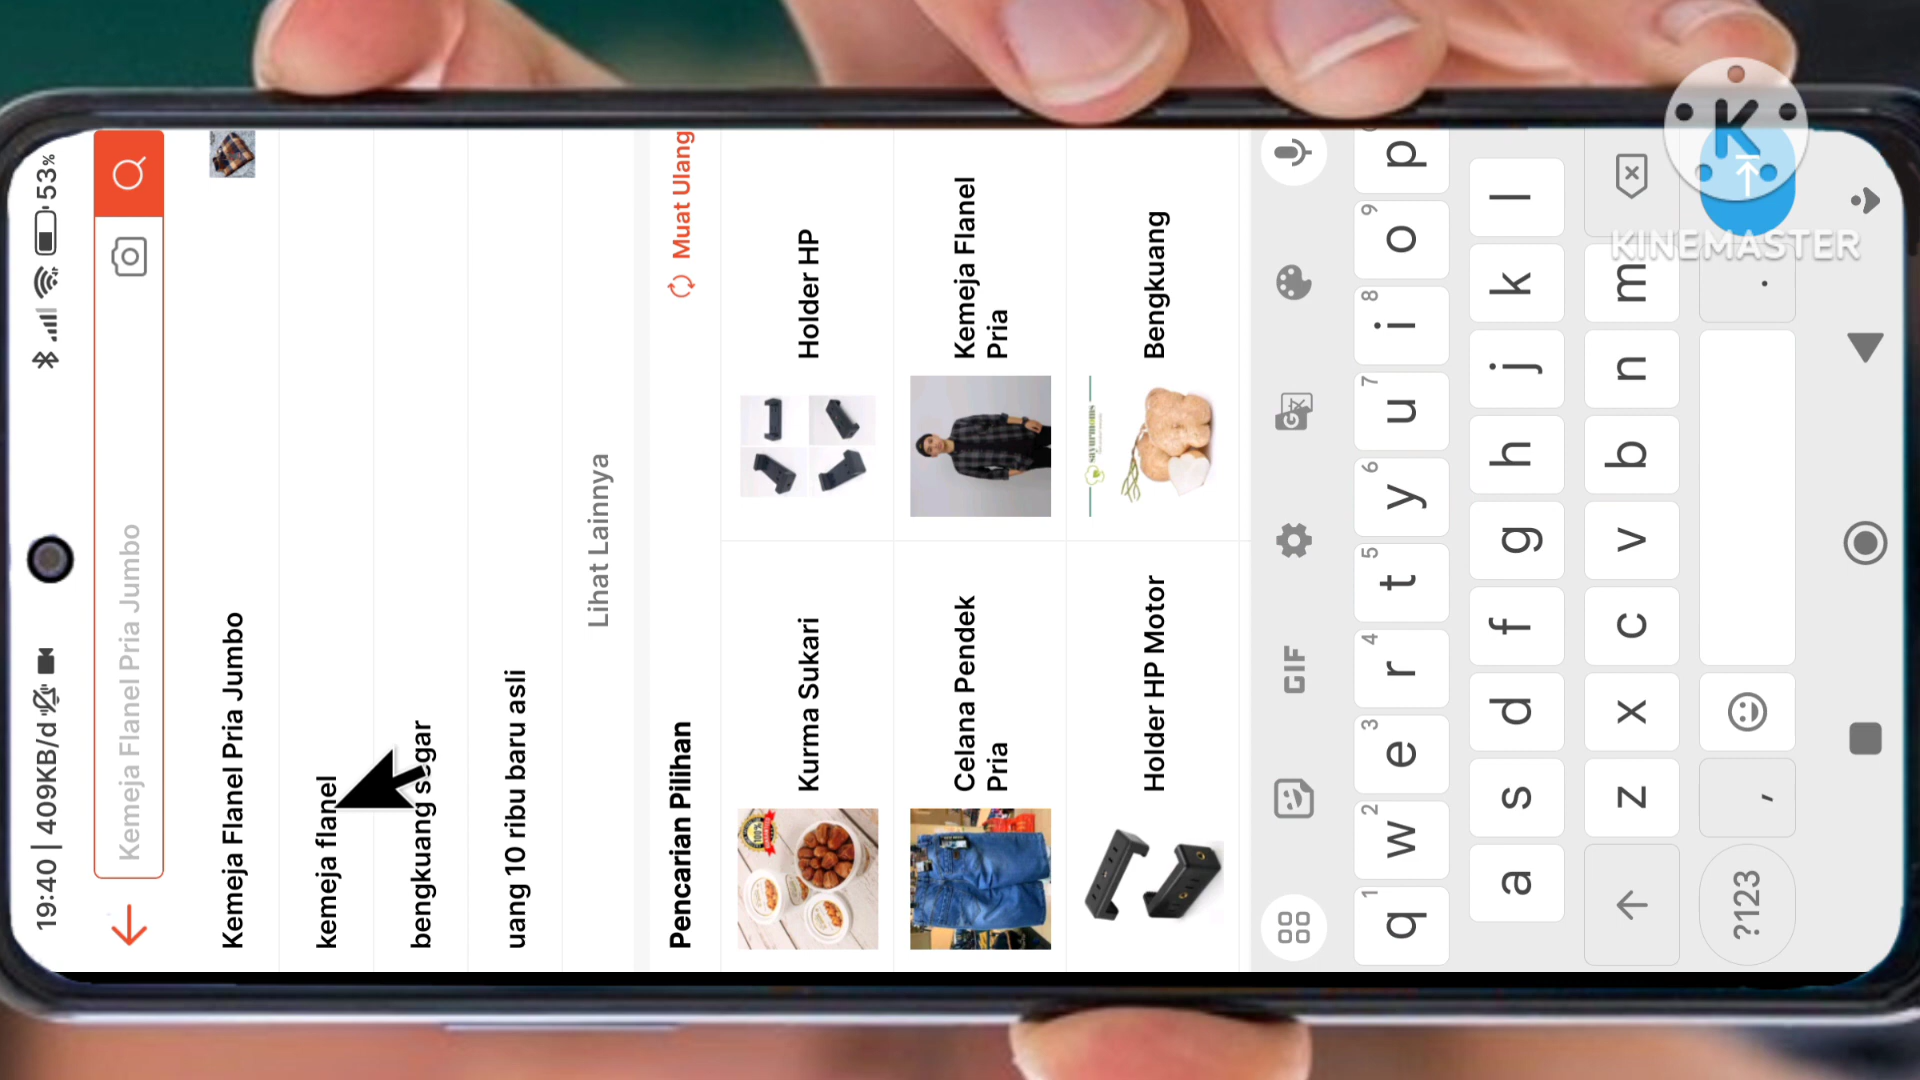 19:40 | 409KB/d
53%
Kemeja Flanel Pria Jumbo
Kemeja Flanel Pria Jumbo
kemeja flanel
bengkuang segar
uang 10 ribu baru asli
Lihat Lainnya
Pencarian Pilihan
Muat Ulang
Kurma Sukari
Holder HP
Celana Pendek
Pria
Kemeja Flanel
Pria
Holder HP Motor
Bengkuang
sayurmoms
100%
GIF
q 1 w 2 e 3 r 4 t 5 y 6 u 7 i 8 o 9 p
a s d f g h j k l
z x c v b n m
?123 , .
K
KINEMASTER